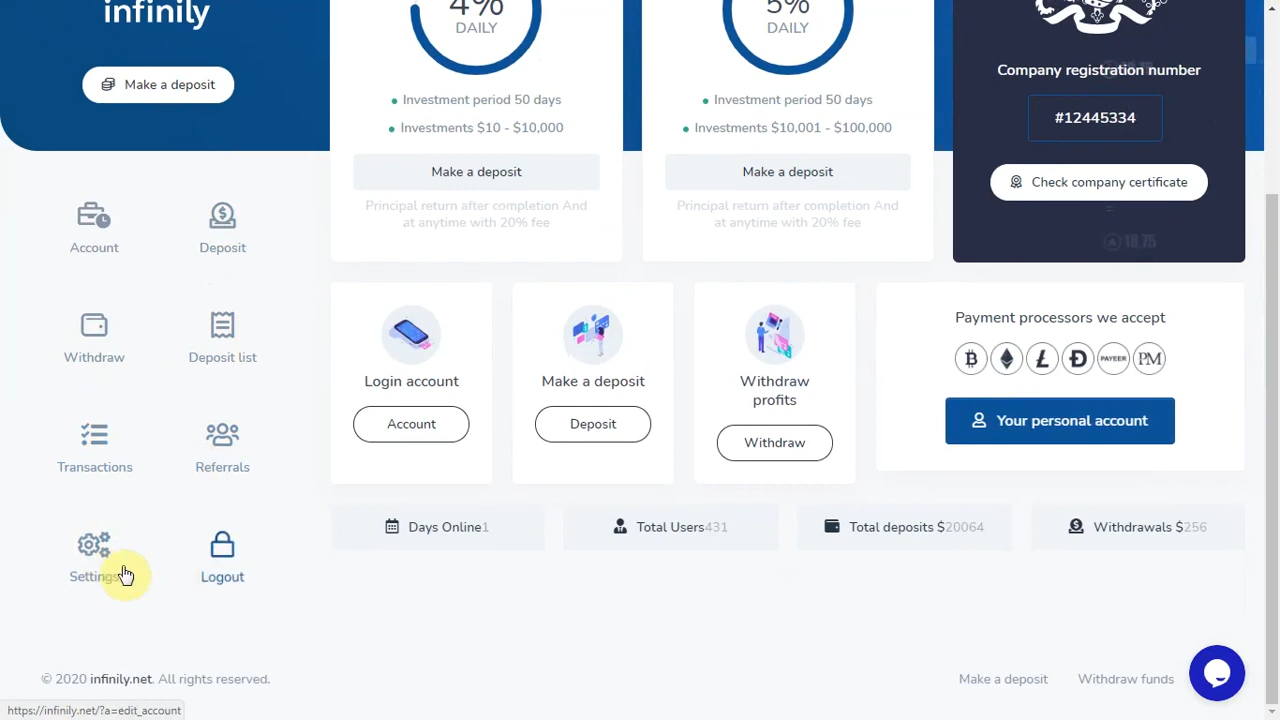 infinily
Make a deposit
4%
DAILY
Investment period 50 days
Investments $10 - $10,000
Make a deposit
Principal return after completion And
at anytime with 20% fee
5%
DAILY
Investment period 50 days
Investments $10,001 - $100,000
Make a deposit
Principal return after completion And
at anytime with 20% fee
Company registration number
#12445334
Check company certificate
18.75
Account
Deposit
Withdraw
Deposit list
Transactions
Referrals
Settings
Logout
Login account
Account
Make a deposit
Deposit
Withdraw
profits
Withdraw
Payment processors we accept
PAYEER
PM
Your personal account
Days Online1
Total Users431
Total deposits $20064
Withdrawals $256
© 2020 infinily.net. All rights reserved.
Make a deposit
Withdraw funds
https://infinily.net/?a=edit_account